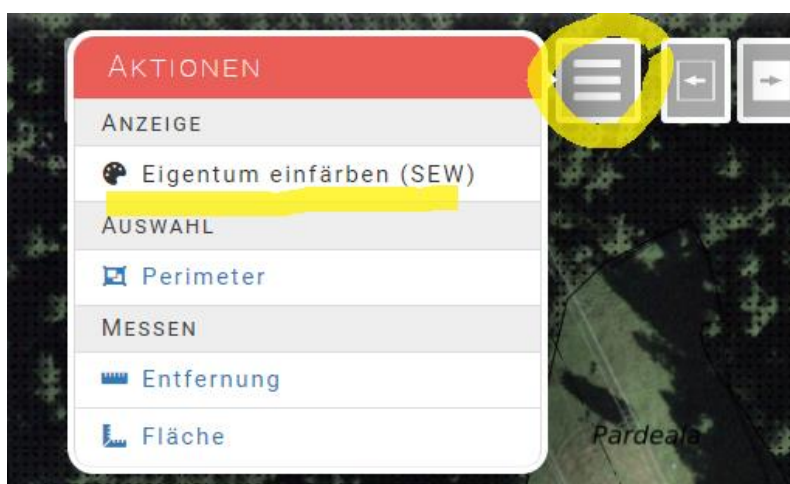 Aktionen
Anzeige
Eigentum einfärben (SEW)
Auswahl
Perimeter
Messen
Entfernung
Fläche
Pardeala